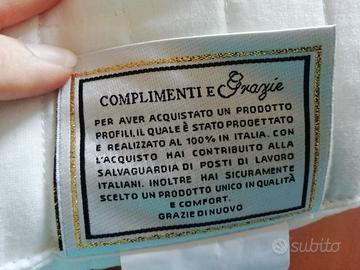 COMPLIMENTI E Grazie
PER AVER ACQUISTATO UN PRODOTTO
PROFILI, IL QUALE È STATO PROGETTATO
E REALIZZATO AL 100% IN ITALIA. CON
L'ACQUISTO HAI CONTRIBUITO ALLA
SALVAGUARDIA DI POSTI DI LAVORO
ITALIANI. INOLTRE HAI SICURAMENTE
SCELTO UN PRODOTTO UNICO IN QUALITÀ
E COMFORT.
GRAZIE DI NUOVO
subito